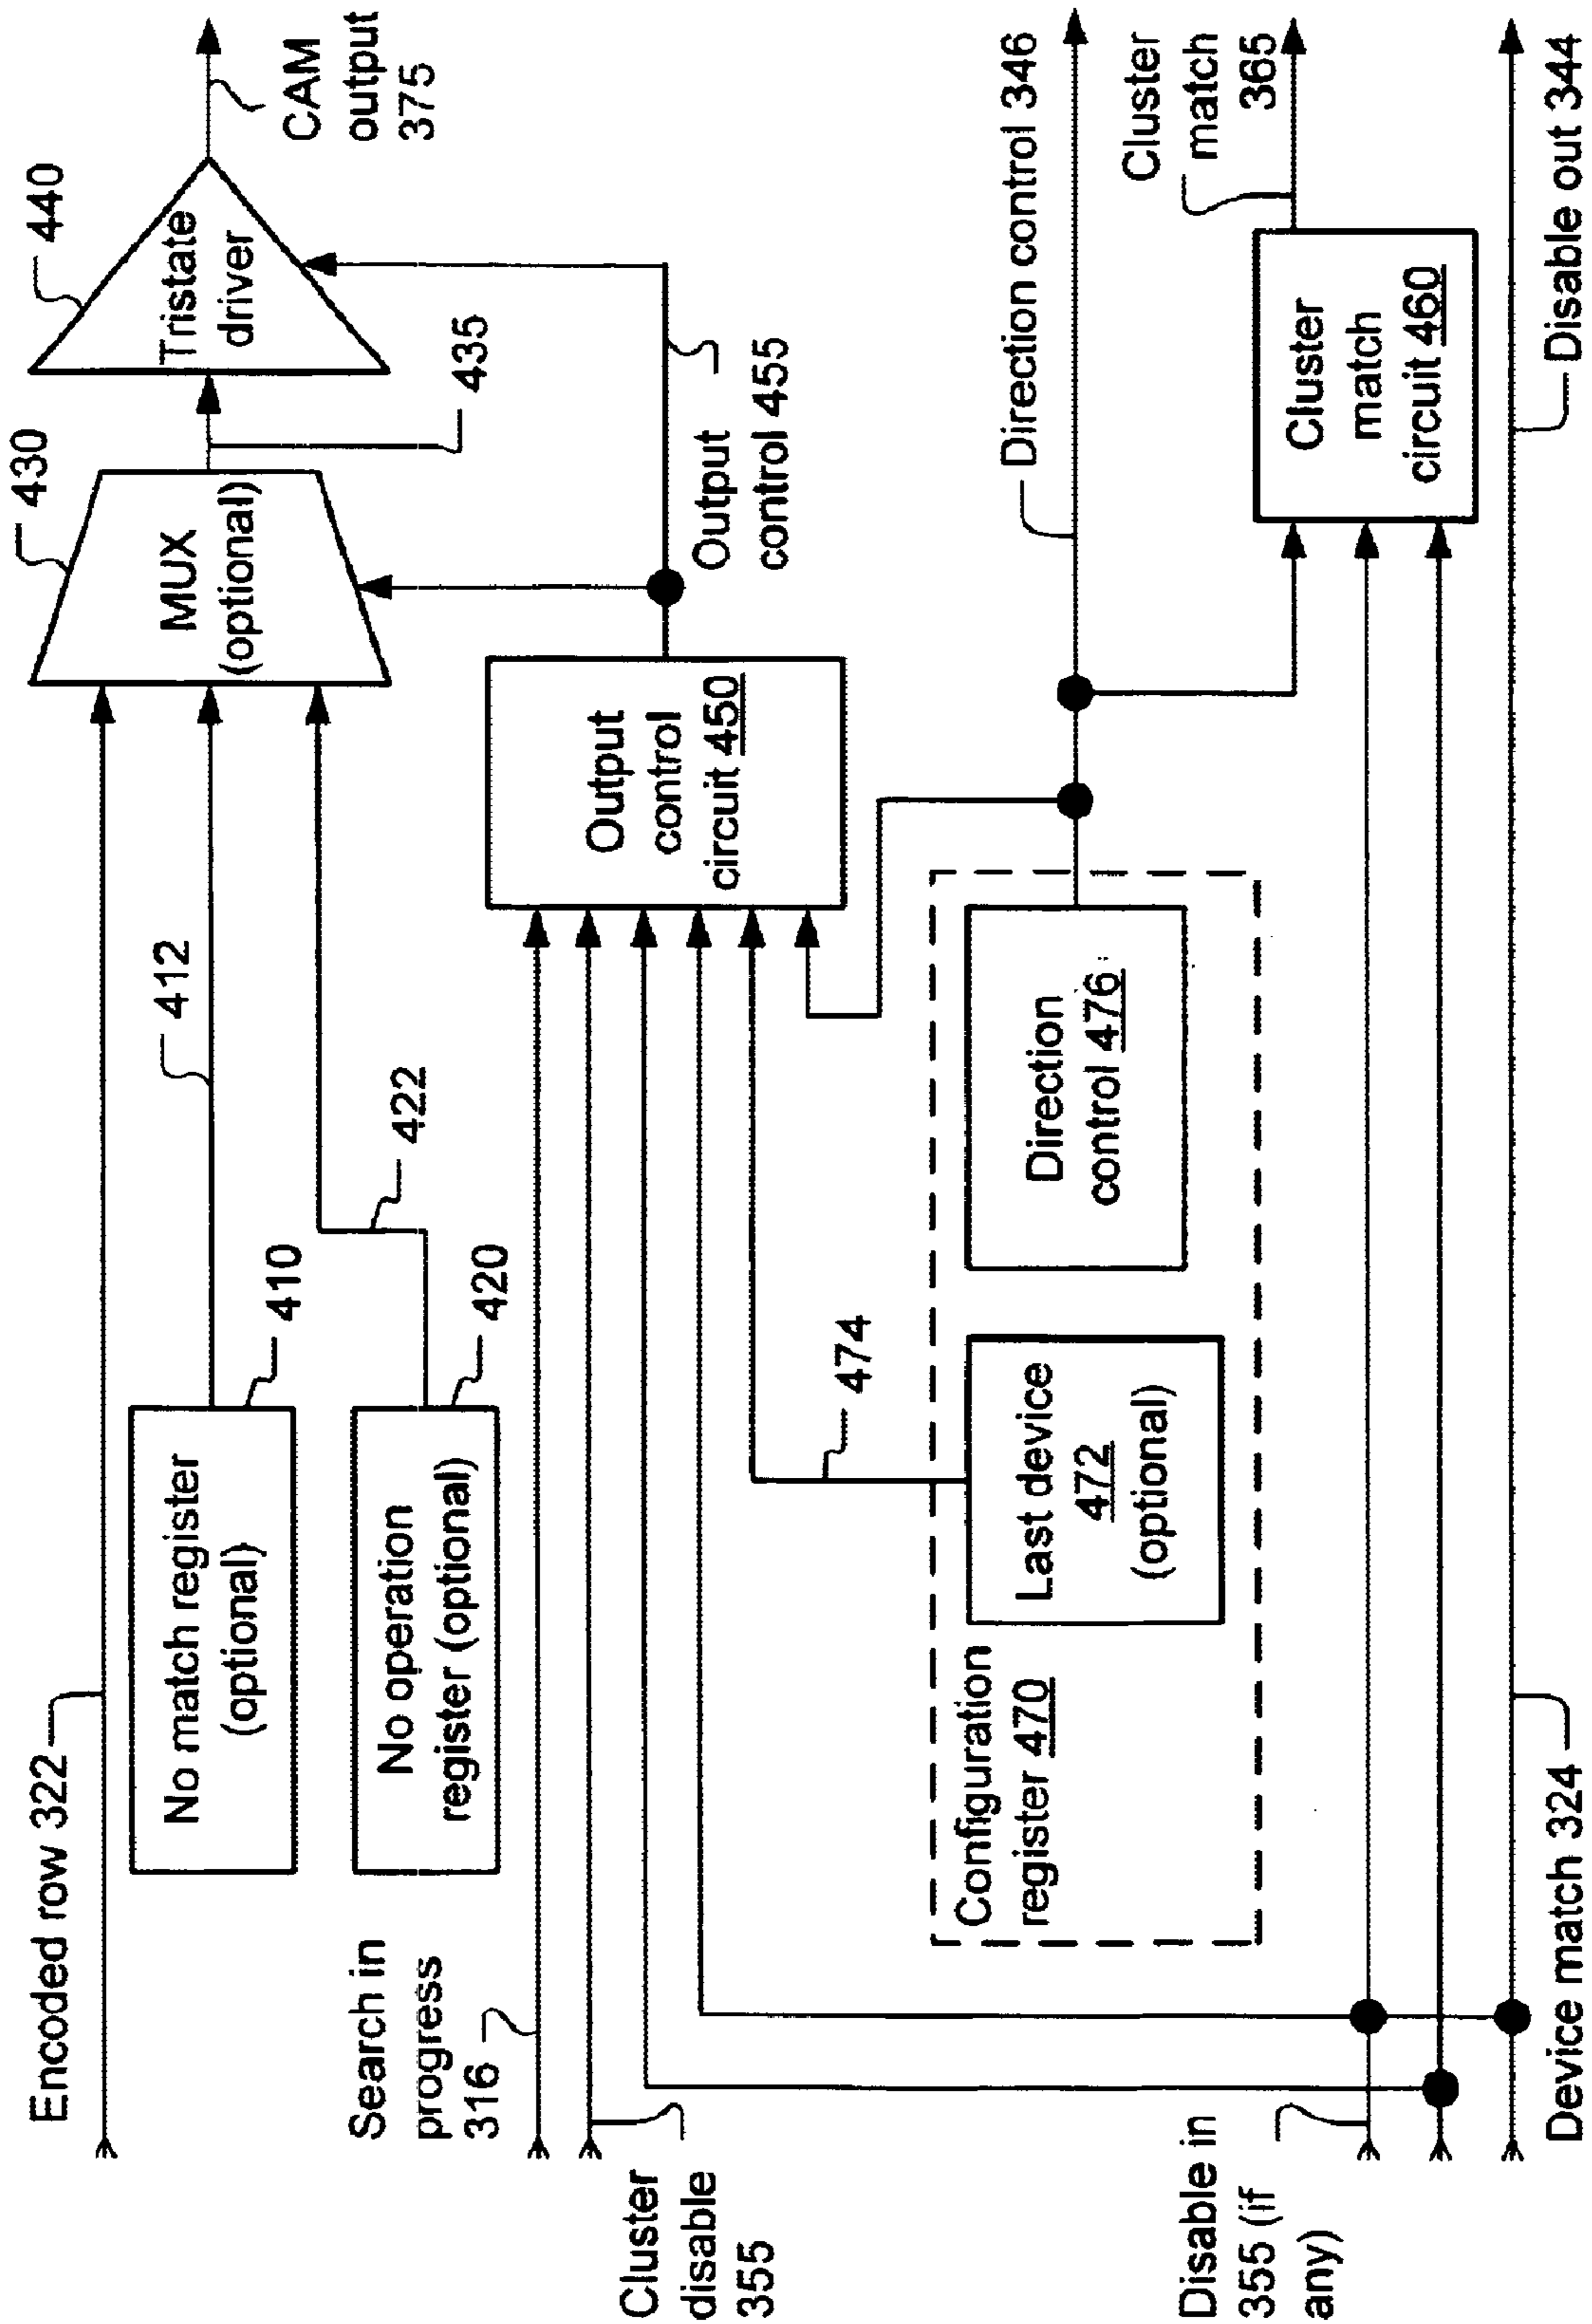 Encoded row 322
No match register
(optional)
410
412
No operation
register (optional)
420
422
MUX
(optional)
430
435
Tristate
driver
440
CAM
output
375
Search in
progress
316
Cluster
disable
355
Output
control
circuit 450
Output
control 455
Configuration
register 470
Last device
472
(optional)
474
Direction
control 476
Direction control 346
Cluster
match
circuit 460
Cluster
match
365
Disable in
355 (if
any)
Device match 324
Disable out 344